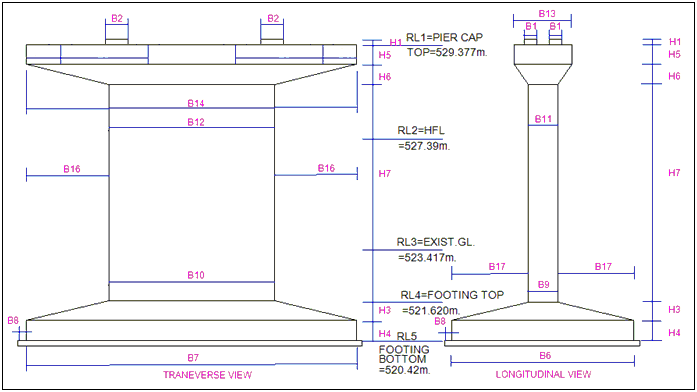 B2
B2
H1
RL1=PIER CAP
TOP=529.377m.
H5
H6
B14
B12
RL2=HFL
=527.39m.
B16
B16
H7
RL3=EXIST.GL.
=523.417m.
B10
RL4=FOOTING TOP
=521.620m.
H3
B8
H4
RL5
FOOTING
BOTTOM
=520.42m.
B7
TRANEVERSE VIEW
B13
B1
B1
H1
H5
H6
B11
H7
B17
B17
B9
H3
B8
H4
B6
LONGITUDINAL VIEW